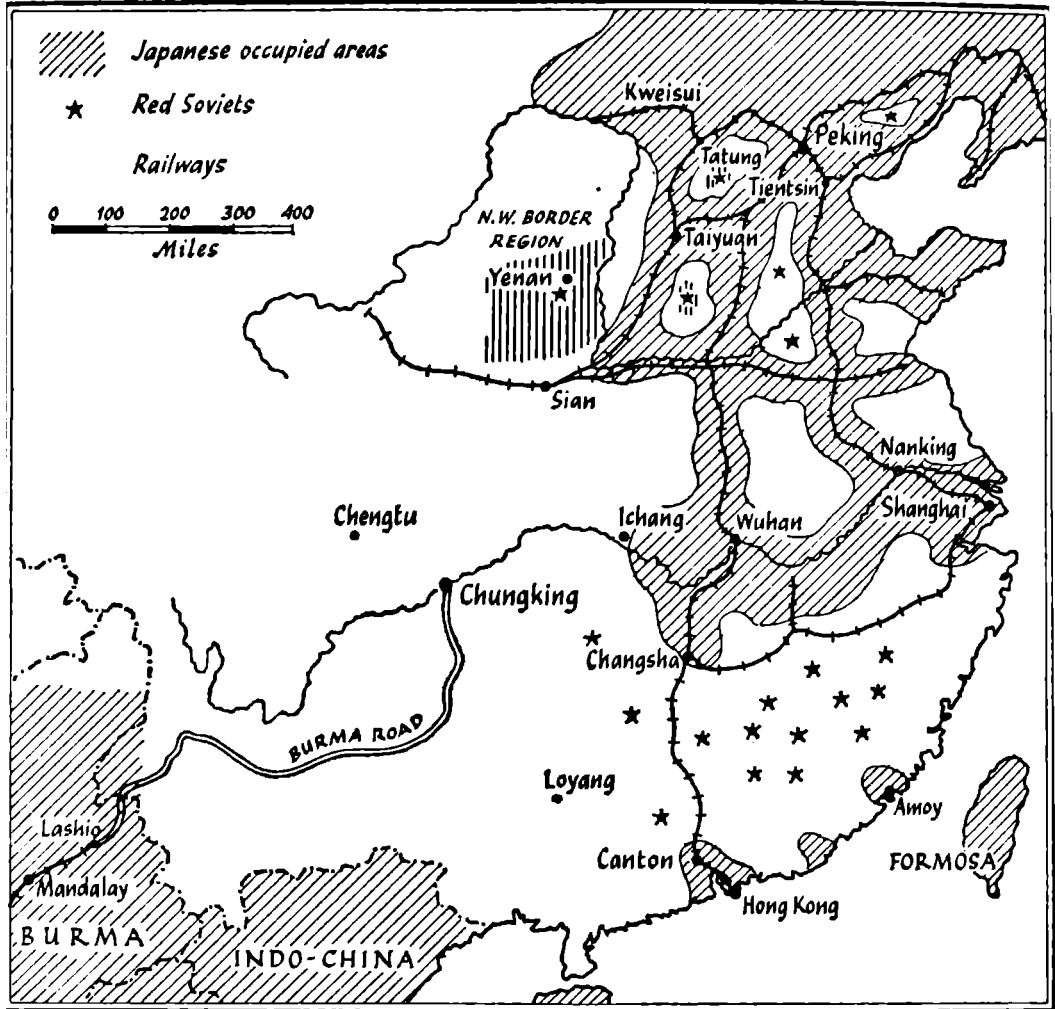 Japanese occupied areas
Red Soviets
Railways
0 100 200 300 400
Miles
Kweisui
Peking
Tatung
Tientsin
N.W. BORDER
REGION
Taiyuan
Yenan
Sian
Nanking
Chengtu
Ichang
Wuhan
Shanghai
Chungking
Changsha
BURMA ROAD
Loyang
Amoy
Lashio
Canton
FORMOSA
Mandalay
Hong Kong
BURMA
INDO-CHINA